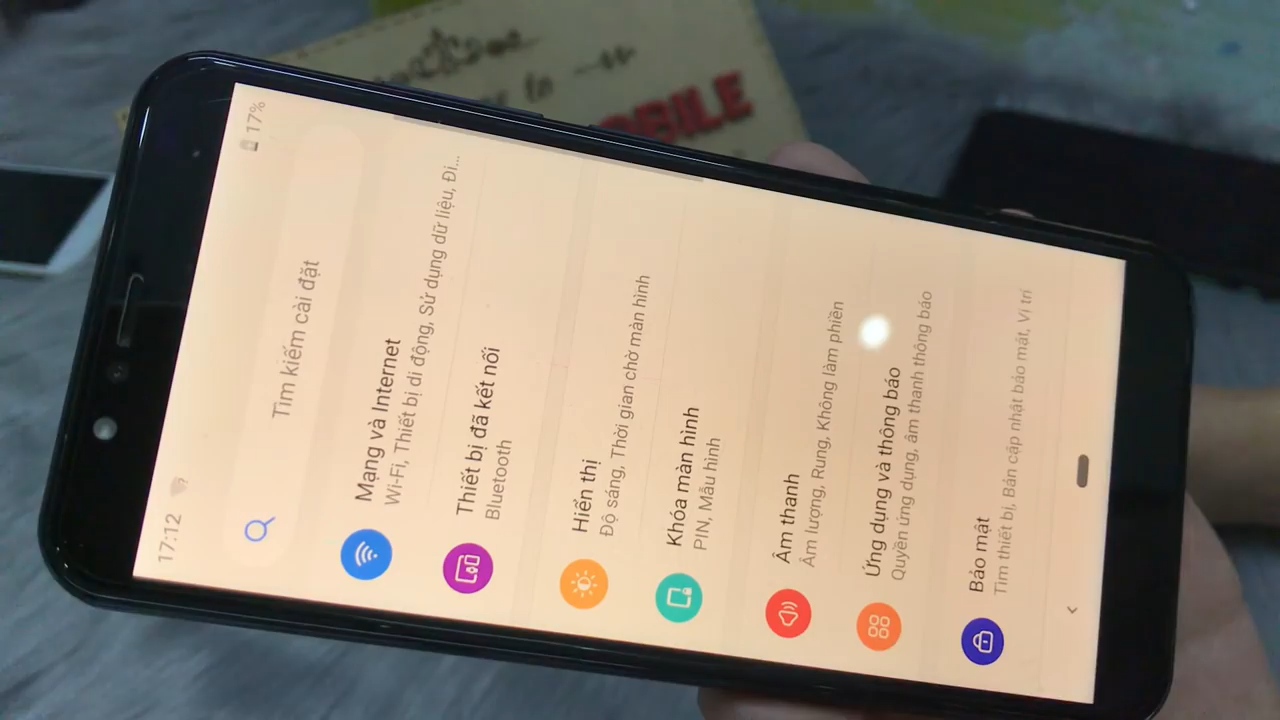 17:12
17%
Tìm kiếm cài đặt
Mạng và Internet
Wi-Fi, Thiết bị di động, Sử dụng dữ liệu, Đi...
Thiết bị đã kết nối
Bluetooth
Hiển thị
Độ sáng, Thời gian chờ màn hình
Khóa màn hình
PIN, Mẫu hình
Âm thanh
Âm lượng, Rung, Không làm phiền
Ứng dụng và thông báo
Quyền ứng dụng, âm thanh thông báo
Bảo mật
Tìm thiết bị, Bản cập nhật bảo mật, Vị trí
to